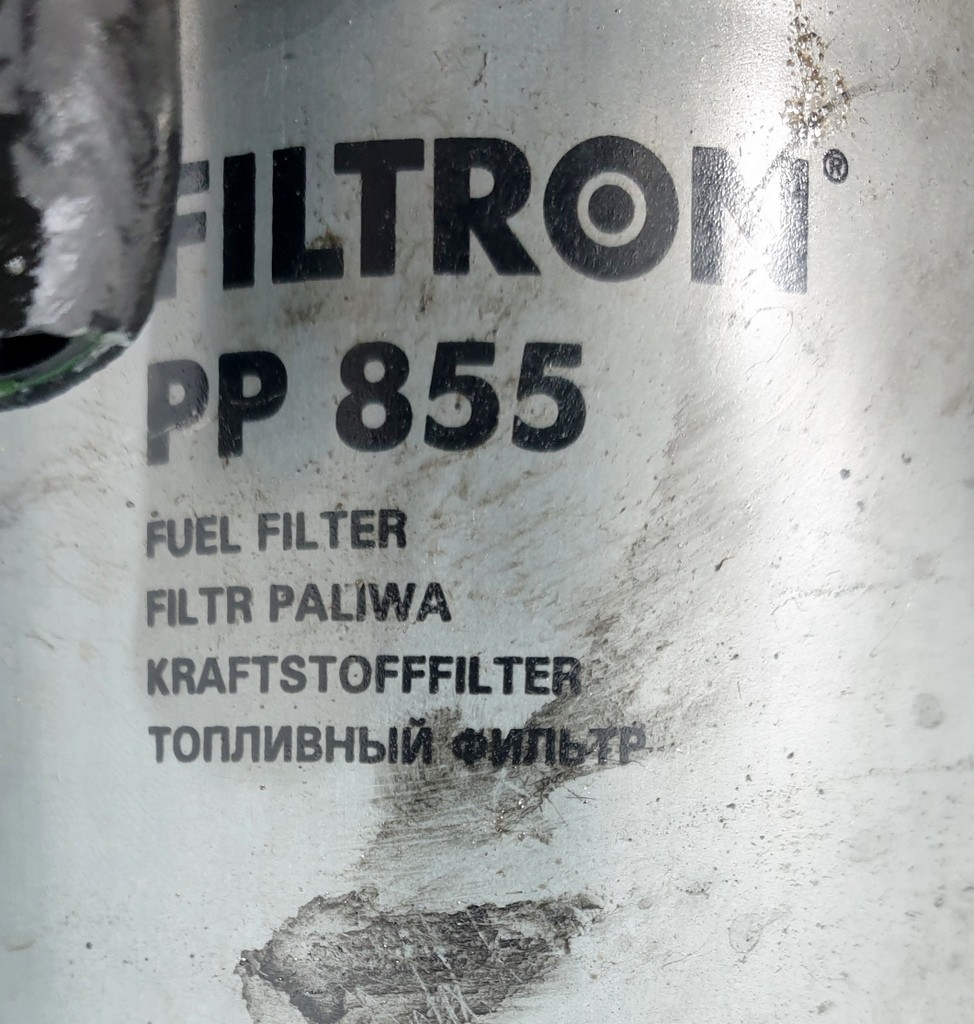 FILTRON®
PP 855
FUEL FILTER
FILTR PALIWA
KRAFTSTOFFFILTER
ТОПЛИВНЫЙ ФИЛЬТР